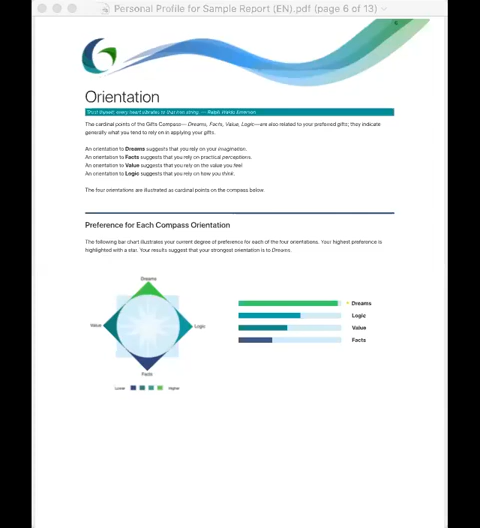 Personal Profile for Sample Report (EN).pdf (page 6 of 13)
Orientation
Trust thyself: every heart vibrates to that iron string. — Ralph Waldo Emerson
The cardinal points of the Gifts Compass—Dreams, Facts, Value, Logic—are also related to your preferred gifts; they indicate
generally what you tend to rely on in applying your gifts.
An orientation to Dreams suggests that you rely on your imagination.
An orientation to Facts suggests that you rely on practical perceptions.
An orientation to Value suggests that you rely on the value you feel
An orientation to Logic suggests that you rely on how you think.
The four orientations are illustrated as cardinal points on the compass below.
Preference for Each Compass Orientation
The following bar chart illustrates your current degree of preference for each of the four orientations. Your highest preference is
highlighted with a star. Your results suggest that your strongest orientation is to Dreams.
Dreams
Value
Logic
Facts
Lower
Higher
Dreams
Logic
Value
Facts